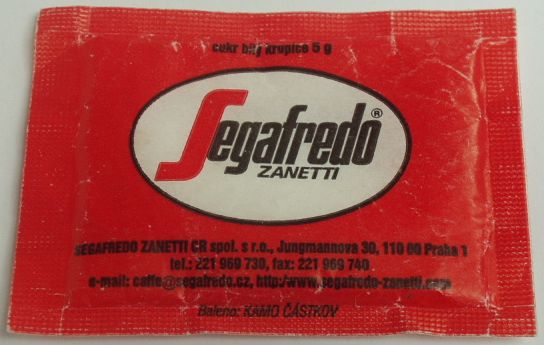 cukr bílý krupice 5 g
Segafredo®
ZANETTI
SEGAFREDO ZANETTI CR spol. s r.o., Jungmannova 30, 110 00 Praha 1
tel.: 221 969 730, fax: 221 969 740
e-mail: caffe@segafredo.cz, http:/www.segafredo-zanetti.com
Baleno: KAMO ČÁSTKOV